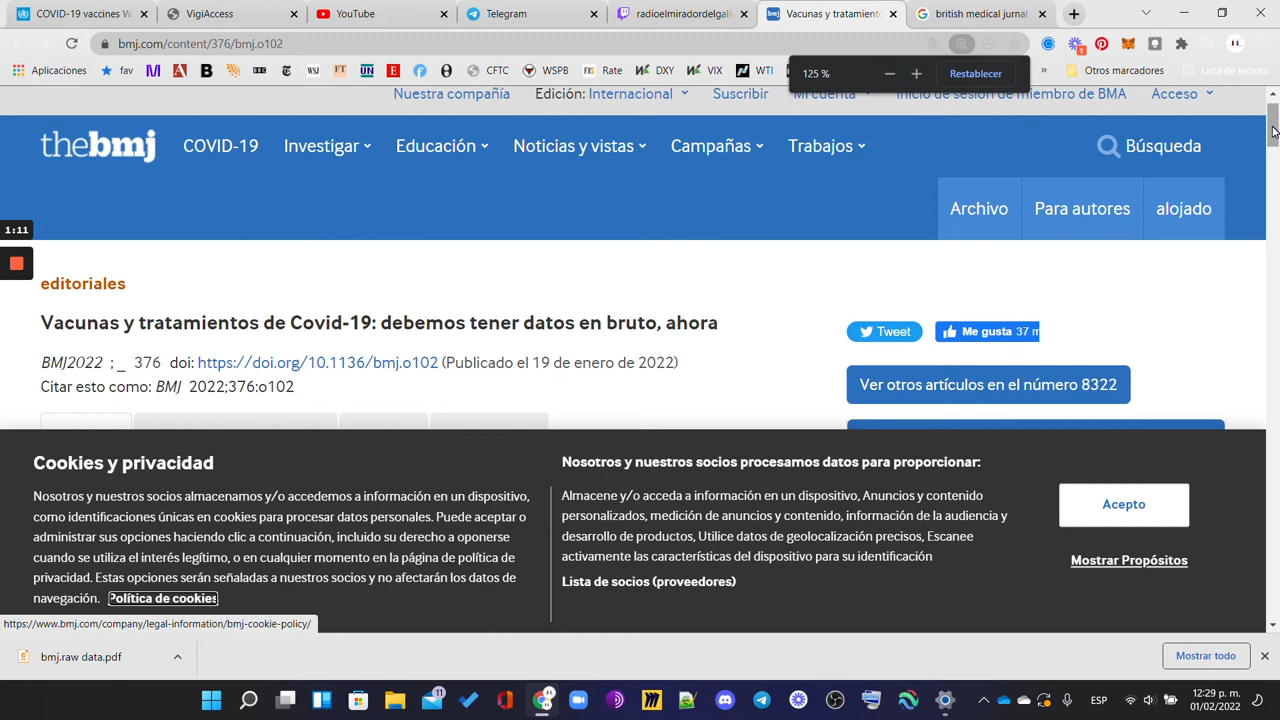 COVID-19 vaccines W
VigiAccess
YouTube
Telegram
radioelmiradordelgall
Vacunas y tratamiento
british medical jurnal
bmj.com/content/376/bmj.o102
Aplicaciones
fav
CFTC
WSPB
Rate
DXY
VIX
WTI
125 %
Restablecer
»
Otros marcadores
Lista de lectura
Nuestra compañía
Edición: Internacional
Suscribir
Mi cuenta
Inicio de sesión de miembro de BMA
Acceso
thebmj
COVID-19
Investigar
Educación
Noticias y vistas
Campañas
Trabajos
Búsqueda
Archivo
Para autores
alojado
1:11
editoriales
Vacunas y tratamientos de Covid-19: debemos tener datos en bruto, ahora
BMJ2022 ; _ 376 doi: https://doi.org/10.1136/bmj.o102 (Publicado el 19 de enero de 2022)
Citar esto como: BMJ 2022;376:o102
Tweet
Me gusta 37 m
Ver otros artículos en el número 8322
Cookies y privacidad
Nosotros y nuestros socios almacenamos y/o accedemos a información en un dispositivo,
como identificaciones únicas en cookies para procesar datos personales. Puede aceptar o
administrar sus opciones haciendo clic a continuación, incluido su derecho a oponerse
cuando se utiliza el interés legítimo, o en cualquier momento en la página de política de
privacidad. Estas opciones serán señaladas a nuestros socios y no afectarán los datos de
navegación. Política de cookies
Nosotros y nuestros socios procesamos datos para proporcionar:
Almacene y/o acceda a información en un dispositivo, Anuncios y contenido
personalizados, medición de anuncios y contenido, información de la audiencia y
desarrollo de productos, Utilice datos de geolocalización precisos, Escanee
activamente las características del dispositivo para su identificación
Lista de socios (proveedores)
Acepto
Mostrar Propósitos
https://www.bmj.com/company/legal-information/bmj-cookie-policy/
bmj.raw data.pdf
Mostrar todo
11
ESP
12:29 p. m.
01/02/2022